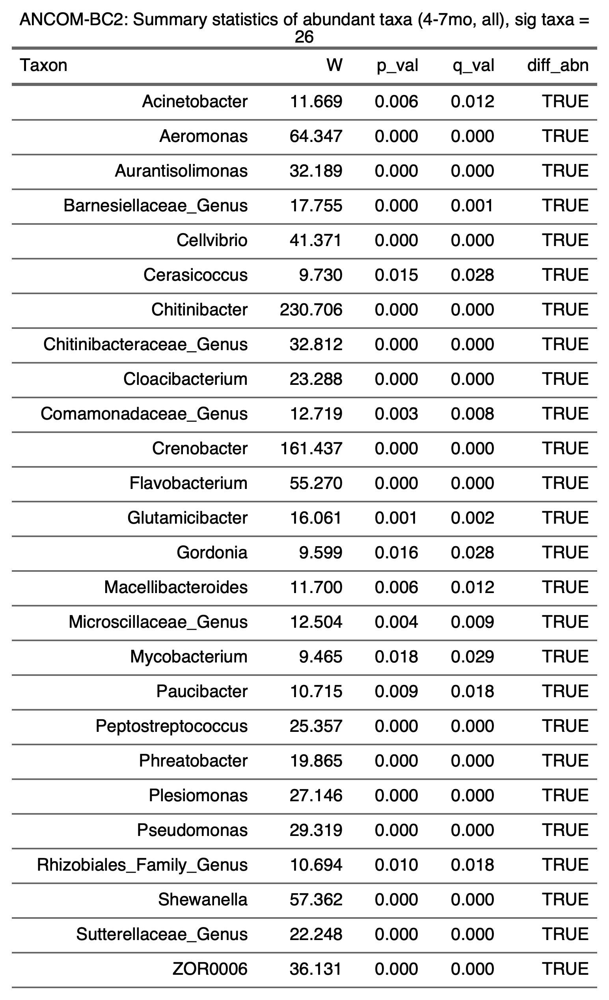 ANCOM-BC2: Summary statistics of abundant taxa (4-7mo, all), sig taxa =
26
Taxon W p_val q_val diff_abn
Acinetobacter 11.669 0.006 0.012 TRUE
Aeromonas 64.347 0.000 0.000 TRUE
Aurantisolimonas 32.189 0.000 0.000 TRUE
Barnesiellaceae_Genus 17.755 0.000 0.001 TRUE
Cellvibrio 41.371 0.000 0.000 TRUE
Cerasicoccus 9.730 0.015 0.028 TRUE
Chitinibacter 230.706 0.000 0.000 TRUE
Chitinibacteraceae_Genus 32.812 0.000 0.000 TRUE
Cloacibacterium 23.288 0.000 0.000 TRUE
Comamonadaceae_Genus 12.719 0.003 0.008 TRUE
Crenobacter 161.437 0.000 0.000 TRUE
Flavobacterium 55.270 0.000 0.000 TRUE
Glutamicibacter 16.061 0.001 0.002 TRUE
Gordonia 9.599 0.016 0.028 TRUE
Macellibacteroides 11.700 0.006 0.012 TRUE
Microscillaceae_Genus 12.504 0.004 0.009 TRUE
Mycobacterium 9.465 0.018 0.029 TRUE
Paucibacter 10.715 0.009 0.018 TRUE
Peptostreptococcus 25.357 0.000 0.000 TRUE
Phreatobacter 19.865 0.000 0.000 TRUE
Plesiomonas 27.146 0.000 0.000 TRUE
Pseudomonas 29.319 0.000 0.000 TRUE
Rhizobiales_Family_Genus 10.694 0.010 0.018 TRUE
Shewanella 57.362 0.000 0.000 TRUE
Sutterellaceae_Genus 22.248 0.000 0.000 TRUE
ZOR0006 36.131 0.000 0.000 TRUE